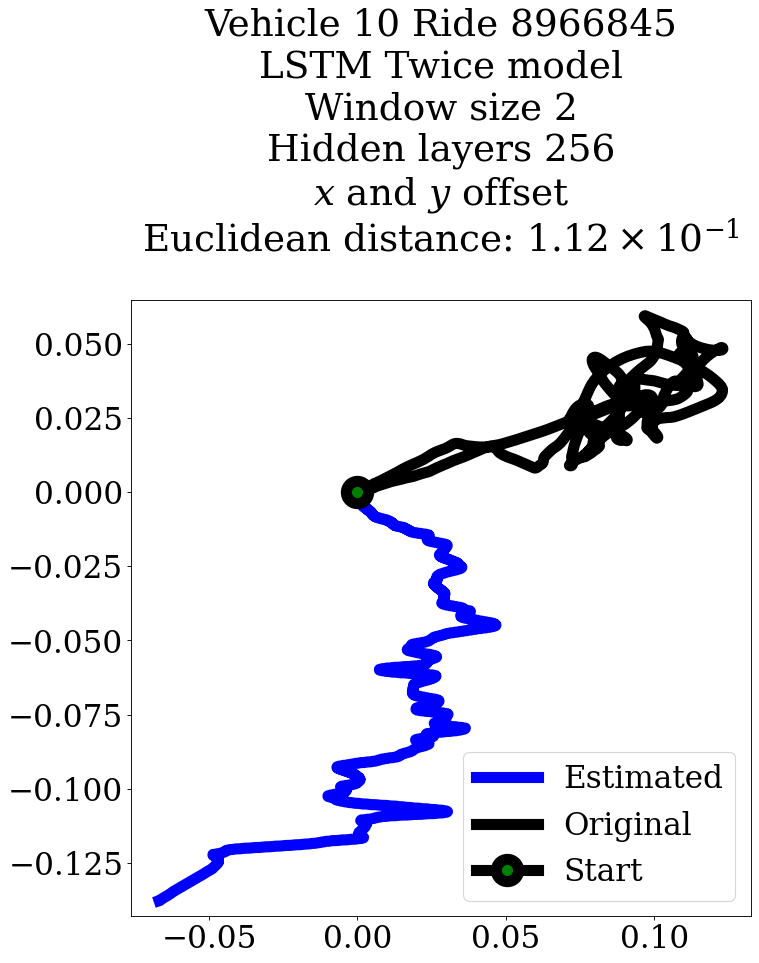 Vehicle 10 Ride 8966845
LSTM Twice model
Window size 2
Hidden layers 256
x and y offset
Euclidean distance: 1.12 × 10⁻¹
0.050
0.025
0.000
−0.025
−0.050
−0.075
−0.100
−0.125
Estimated
Original
Start
−0.05 0.00 0.05 0.10